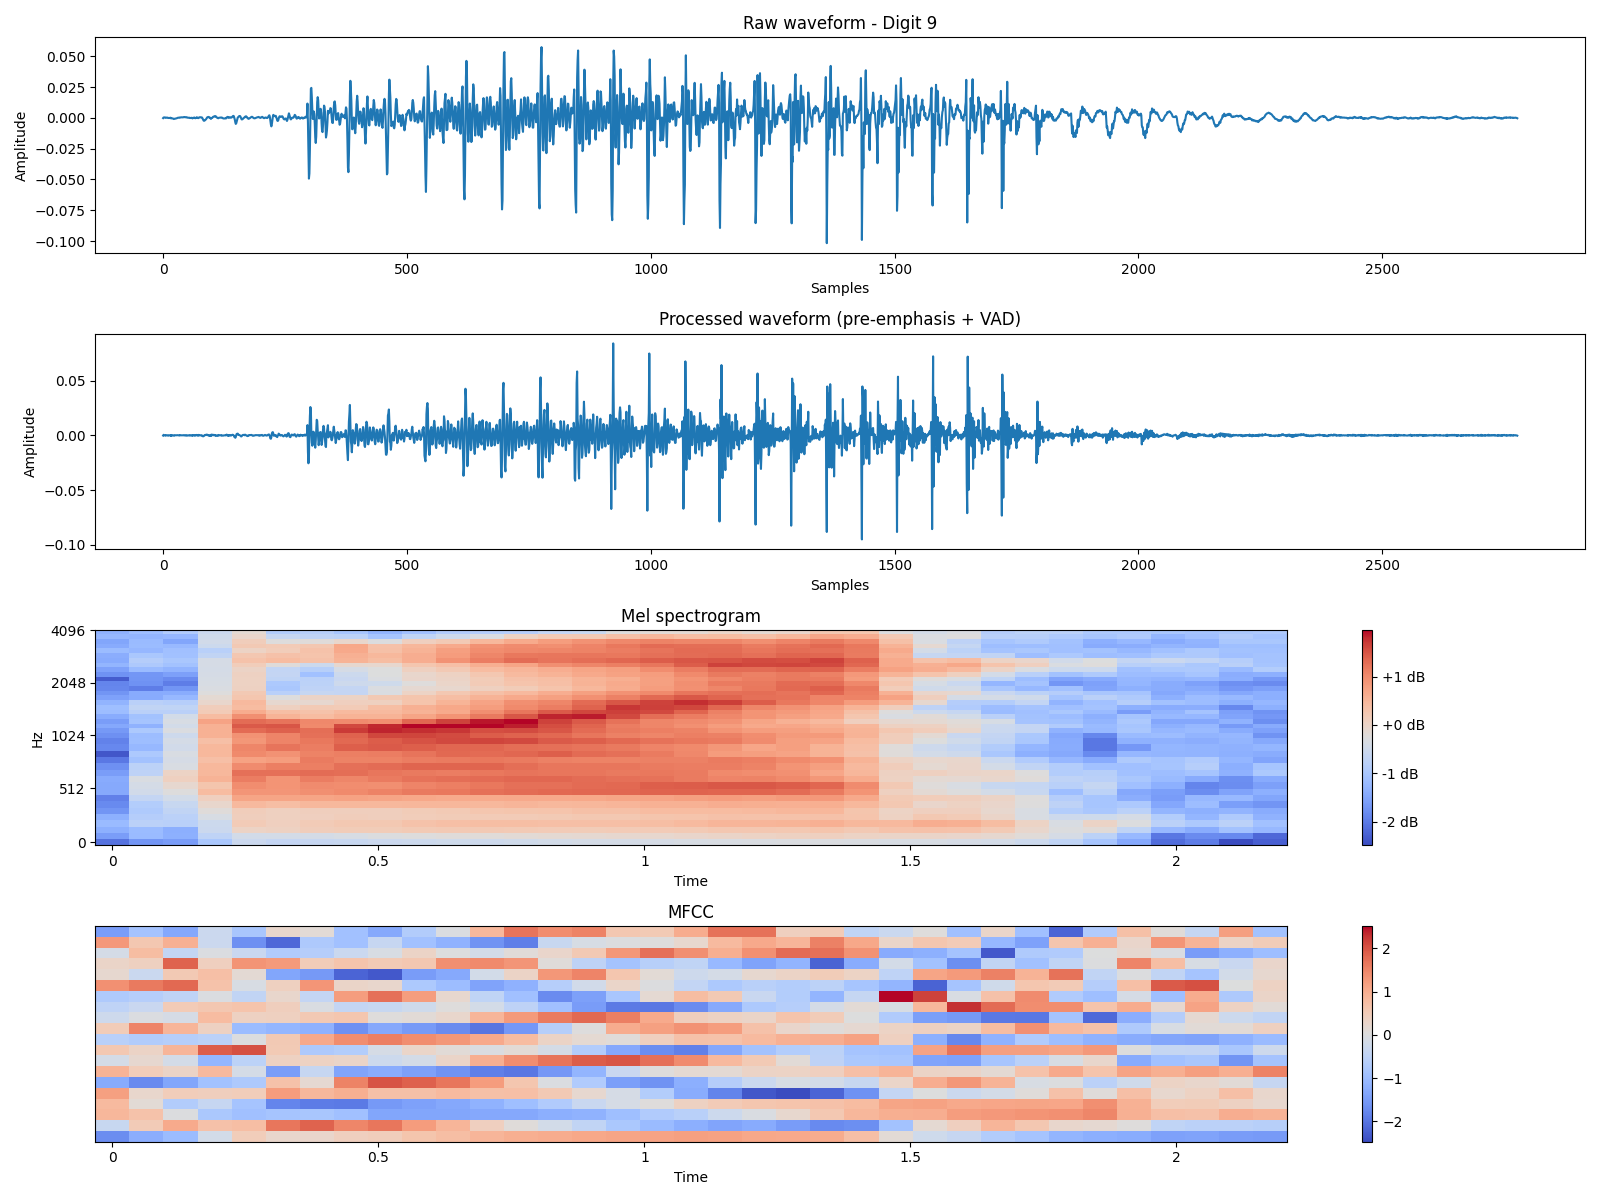 Raw waveform - Digit 9
0.050
0.025
0.000
−0.025
−0.050
−0.075
−0.100
Amplitude
0 500 1000 1500 2000 2500
Samples
Processed waveform (pre-emphasis + VAD)
0.05
0.00
−0.05
−0.10
Amplitude
0 500 1000 1500 2000 2500
Samples
Mel spectrogram
4096
2048
1024
512
0
Hz
0 0.5 1 1.5 2
Time
+1 dB
+0 dB
-1 dB
-2 dB
MFCC
0 0.5 1 1.5 2
Time
2
1
0
−1
−2